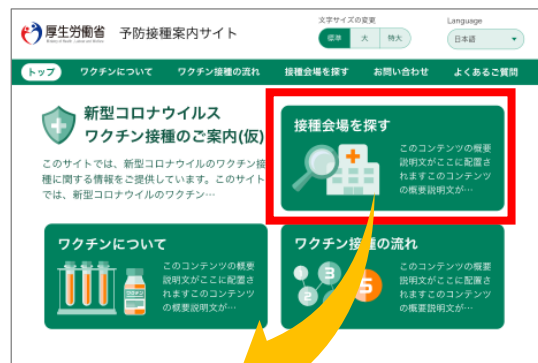 文字サイズの変更
Language
厚生労働省 予防接種案内サイト
標準 大 特大
日本語
トップ ワクチンについて ワクチン接種の流れ 接種会場を探す お問い合わせ よくあるご質問
新型コロナウイルス
ワクチン接種のご案内(仮)
このサイトでは、新型コロナウイルのワクチン接
種に関する情報をご提供しています。このサイト
では、新型コロナウイルのワクチン…
接種会場を探す
このコンテンツの概要
説明文がここに配置さ
れますこのコンテンツ
の概要説明文が…
ワクチンについて
このコンテンツの概要
説明文がここに配置さ
れますこのコンテンツ
の概要説明文が…
ワクチン接種の流れ
3
5
このコンテンツの概要
説明文がここに配置さ
れますこのコンテンツ
の概要説明文が…